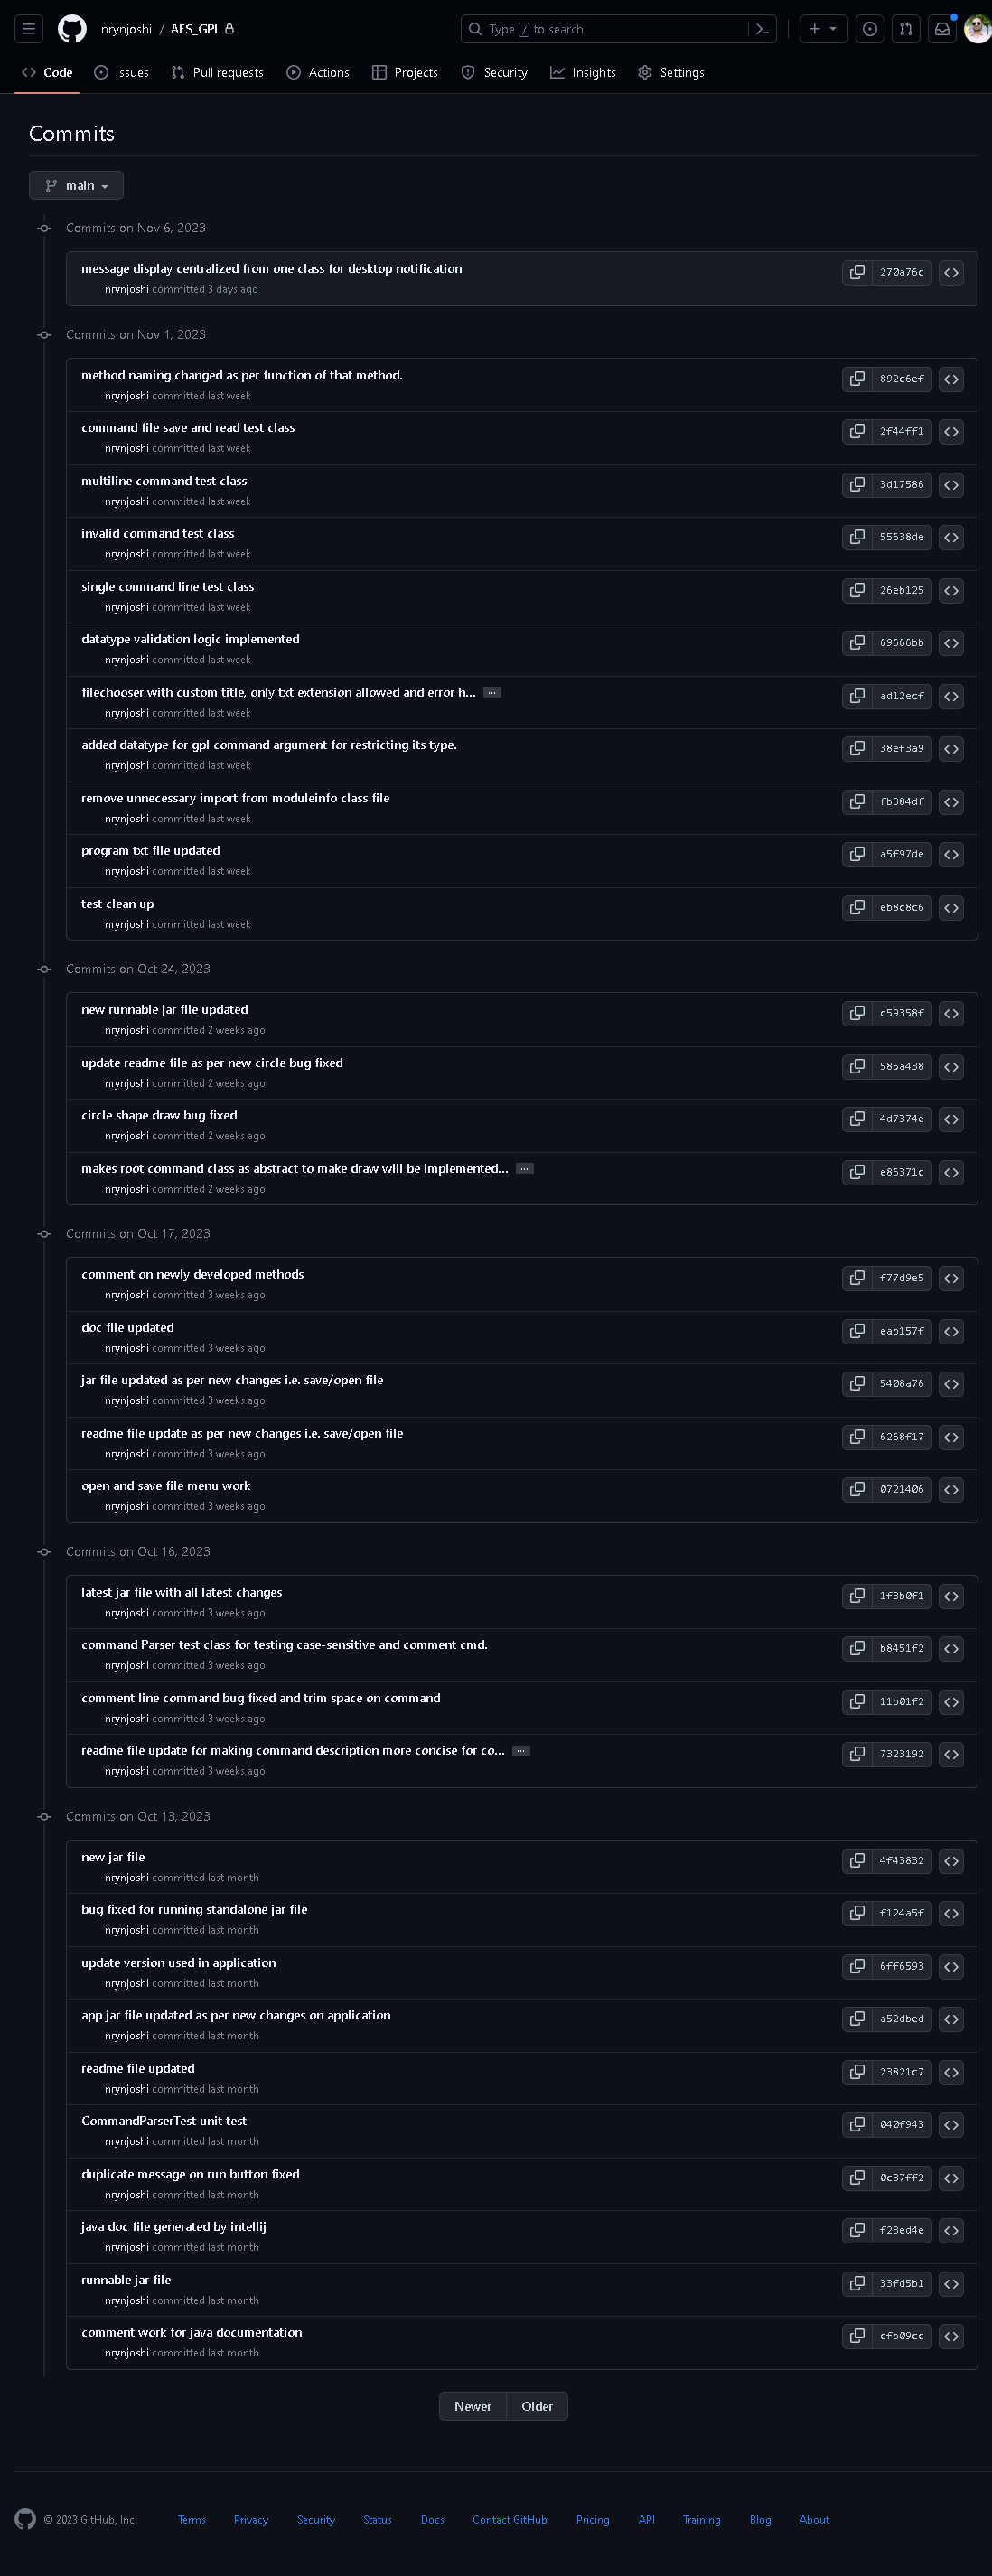 nrynjoshi / AES_GPL
Type / to search
Code Issues Pull requests Actions Projects Security Insights Settings
Commits
main
Commits on Nov 6, 2023
message display centralized from one class for desktop notification
270a76c
nrynjoshi committed 3 days ago
Commits on Nov 1, 2023
method naming changed as per function of that method.
892c6ef
nrynjoshi committed last week
command file save and read test class
2f44ff1
nrynjoshi committed last week
multiline command test class
3d17586
nrynjoshi committed last week
invalid command test class
55638de
nrynjoshi committed last week
single command line test class
26eb125
nrynjoshi committed last week
datatype validation logic implemented
69666bb
nrynjoshi committed last week
filechooser with custom title, only txt extension allowed and error h... …
ad12ecf
nrynjoshi committed last week
added datatype for gpl command argument for restricting its type.
38ef3a9
nrynjoshi committed last week
remove unnecessary import from moduleinfo class file
fb384df
nrynjoshi committed last week
program txt file updated
a5f97de
nrynjoshi committed last week
test clean up
eb8c8c6
nrynjoshi committed last week
Commits on Oct 24, 2023
new runnable jar file updated
c59358f
nrynjoshi committed 2 weeks ago
update readme file as per new circle bug fixed
585a438
nrynjoshi committed 2 weeks ago
circle shape draw bug fixed
4d7374e
nrynjoshi committed 2 weeks ago
makes root command class as abstract to make draw will be implemented... …
e86371c
nrynjoshi committed 2 weeks ago
Commits on Oct 17, 2023
comment on newly developed methods
f77d9e5
nrynjoshi committed 3 weeks ago
doc file updated
eab157f
nrynjoshi committed 3 weeks ago
jar file updated as per new changes i.e. save/open file
5408a76
nrynjoshi committed 3 weeks ago
readme file update as per new changes i.e. save/open file
6268f17
nrynjoshi committed 3 weeks ago
open and save file menu work
0721406
nrynjoshi committed 3 weeks ago
Commits on Oct 16, 2023
latest jar file with all latest changes
1f3b0f1
nrynjoshi committed 3 weeks ago
command Parser test class for testing case-sensitive and comment cmd.
b8451f2
nrynjoshi committed 3 weeks ago
comment line command bug fixed and trim space on command
11b01f2
nrynjoshi committed 3 weeks ago
readme file update for making command description more concise for co... …
7323192
nrynjoshi committed 3 weeks ago
Commits on Oct 13, 2023
new jar file
4f43832
nrynjoshi committed last month
bug fixed for running standalone jar file
f124a5f
nrynjoshi committed last month
update version used in application
6ff6593
nrynjoshi committed last month
app jar file updated as per new changes on application
a52dbed
nrynjoshi committed last month
readme file updated
23821c7
nrynjoshi committed last month
CommandParserTest unit test
040f943
nrynjoshi committed last month
duplicate message on run button fixed
0c37ff2
nrynjoshi committed last month
java doc file generated by intellij
f23ed4e
nrynjoshi committed last month
runnable jar file
33fd5b1
nrynjoshi committed last month
comment work for java documentation
cfb09cc
nrynjoshi committed last month
Newer Older
© 2023 GitHub, Inc. Terms Privacy Security Status Docs Contact GitHub Pricing API Training Blog About